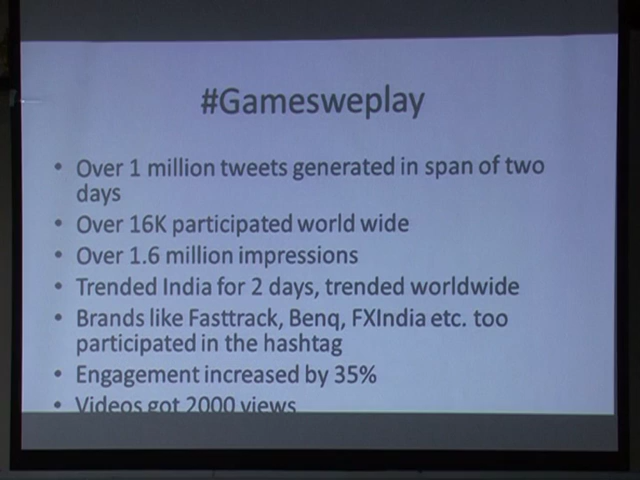 #Gamesweplay
• Over 1 million tweets generated in span of two
days
• Over 16K participated world wide
• Over 1.6 million impressions
• Trended India for 2 days, trended worldwide
• Brands like Fasttrack, Benq, FXIndia etc. too
participated in the hashtag
• Engagement increased by 35%
• Videos got 2000 views